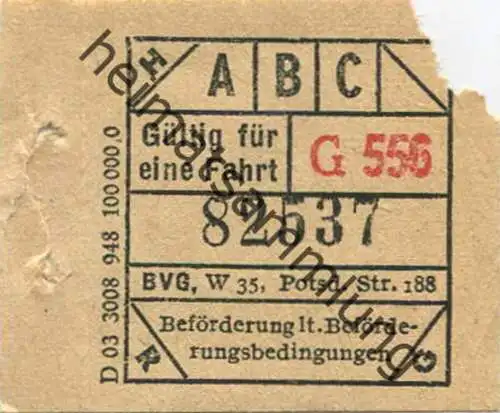 H A B C
Gültig für
eine Fahrt
G 556
82537
BVG, W 35, Potsd. Str. 188
Beförderung lt. Beförde-
rungsbedingungen
R G
D 03 3008 948 100 000,0
heimatsammlung